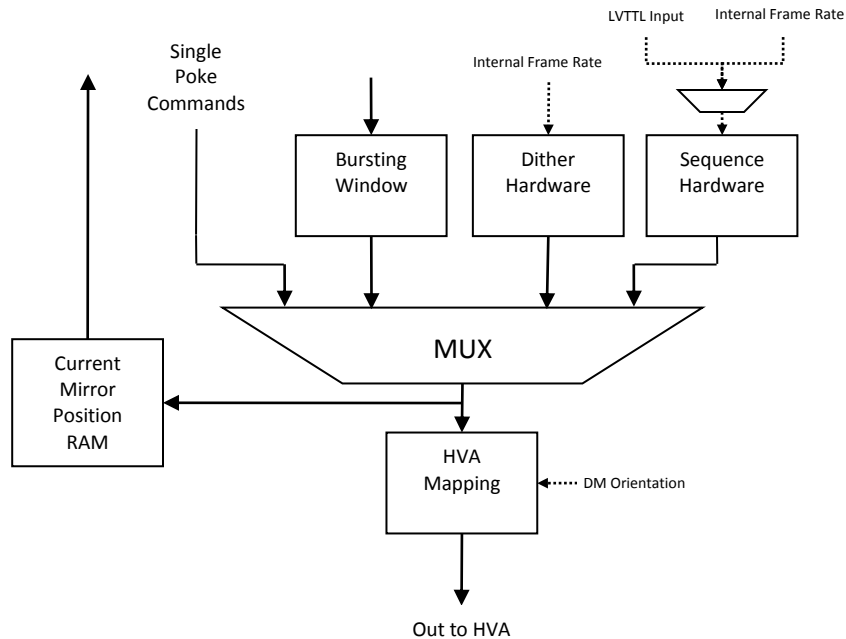 LVTTL Input
Internal Frame Rate
Single
Poke
Commands
Internal Frame Rate
Bursting
Window
Dither
Hardware
Sequence
Hardware
MUX
Current
Mirror
Position
RAM
HVA
Mapping
DM Orientation
Out to HVA